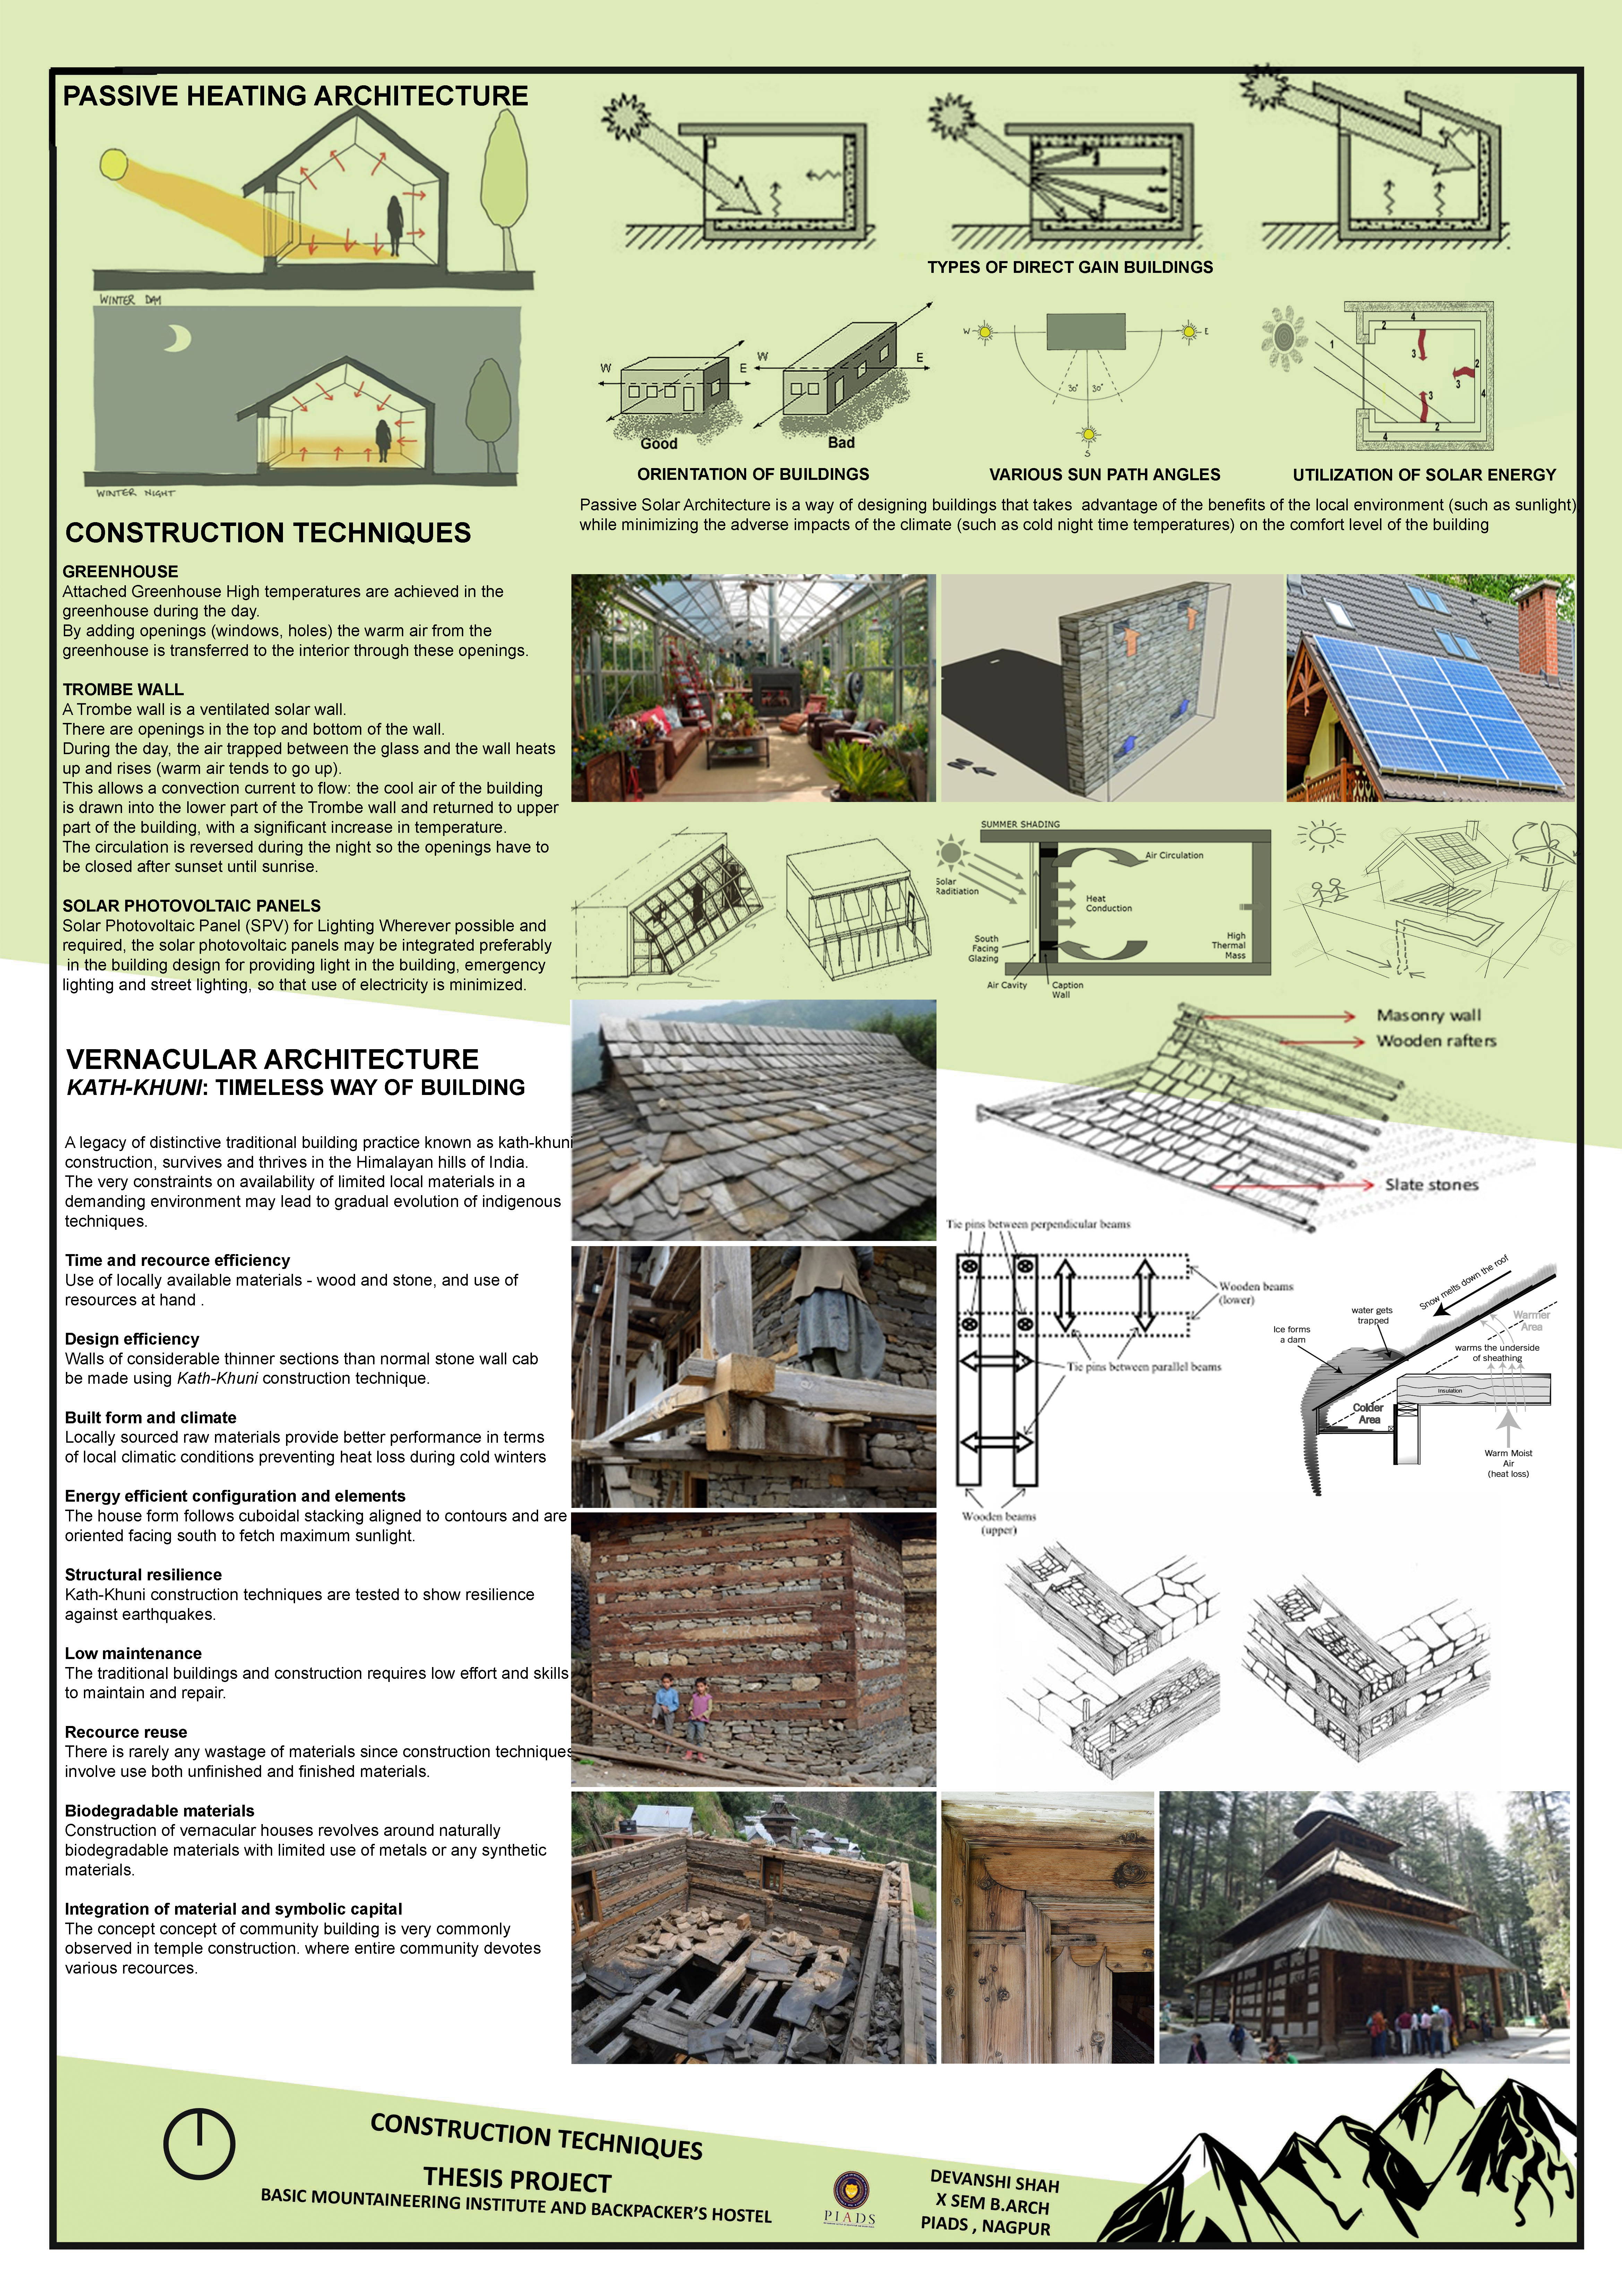 PASSIVE HEATING ARCHITECTURE
WINTER DAY
WINTER NIGHT
TYPES OF DIRECT GAIN BUILDINGS
W
E
Good
W
E
Bad
ORIENTATION OF BUILDINGS
W
E
30°
30°
S
VARIOUS SUN PATH ANGLES
1
2
4
3
2
3
4
3
2
4
UTILIZATION OF SOLAR ENERGY
Passive Solar Architecture is a way of designing buildings that takes advantage of the benefits of the local environment (such as sunlight)
while minimizing the adverse impacts of the climate (such as cold night time temperatures) on the comfort level of the building
CONSTRUCTION TECHNIQUES
GREENHOUSE
Attached Greenhouse High temperatures are achieved in the
greenhouse during the day.
By adding openings (windows, holes) the warm air from the
greenhouse is transferred to the interior through these openings.
TROMBE WALL
A Trombe wall is a ventilated solar wall.
There are openings in the top and bottom of the wall.
During the day, the air trapped between the glass and the wall heats
up and rises (warm air tends to go up).
This allows a convection current to flow: the cool air of the building
is drawn into the lower part of the Trombe wall and returned to upper
part of the building, with a significant increase in temperature.
The circulation is reversed during the night so the openings have to
be closed after sunset until sunrise.
SOLAR PHOTOVOLTAIC PANELS
Solar Photovoltaic Panel (SPV) for Lighting Wherever possible and
required, the solar photovoltaic panels may be integrated preferably
in the building design for providing light in the building, emergency
lighting and street lighting, so that use of electricity is minimized.
SUMMER SHADING
Solar
Raditiation
Air Circulation
Heat
Conduction
South
Facing
Glazing
High
Thermal
Mass
Air Cavity
Caption
Wall
VERNACULAR ARCHITECTURE
KATH-KHUNI: TIMELESS WAY OF BUILDING
A legacy of distinctive traditional building practice known as kath-khuni
construction, survives and thrives in the Himalayan hills of India.
The very constraints on availability of limited local materials in a
demanding environment may lead to gradual evolution of indigenous
techniques.
Time and recource efficiency
Use of locally available materials - wood and stone, and use of
resources at hand .
Design efficiency
Walls of considerable thinner sections than normal stone wall cab
be made using Kath-Khuni construction technique.
Built form and climate
Locally sourced raw materials provide better performance in terms
of local climatic conditions preventing heat loss during cold winters
Energy efficient configuration and elements
The house form follows cuboidal stacking aligned to contours and are
oriented facing south to fetch maximum sunlight.
Structural resilience
Kath-Khuni construction techniques are tested to show resilience
against earthquakes.
Low maintenance
The traditional buildings and construction requires low effort and skills
to maintain and repair.
Recource reuse
There is rarely any wastage of materials since construction techniques
involve use both unfinished and finished materials.
Biodegradable materials
Construction of vernacular houses revolves around naturally
biodegradable materials with limited use of metals or any synthetic
materials.
Integration of material and symbolic capital
The concept concept of community building is very commonly
observed in temple construction. where entire community devotes
various recources.
Masonry wall
Wooden rafters
Slate stones
Tie pins between perpendicular beams
Wooden beams
(lower)
Tie pins between parallel beams
Wooden beams
(upper)
Snow melts down the roof
water gets
trapped
Ice forms
a dam
Warmer
Area
warms the underside
of sheathing
Insulation
Colder
Area
Warm Moist
Air
(heat loss)
CONSTRUCTION TECHNIQUES
THESIS PROJECT
BASIC MOUNTAINEERING INSTITUTE AND BACKPACKER'S HOSTEL
PIADS
DEVANSHI SHAH
X SEM B.ARCH
PIADS , NAGPUR